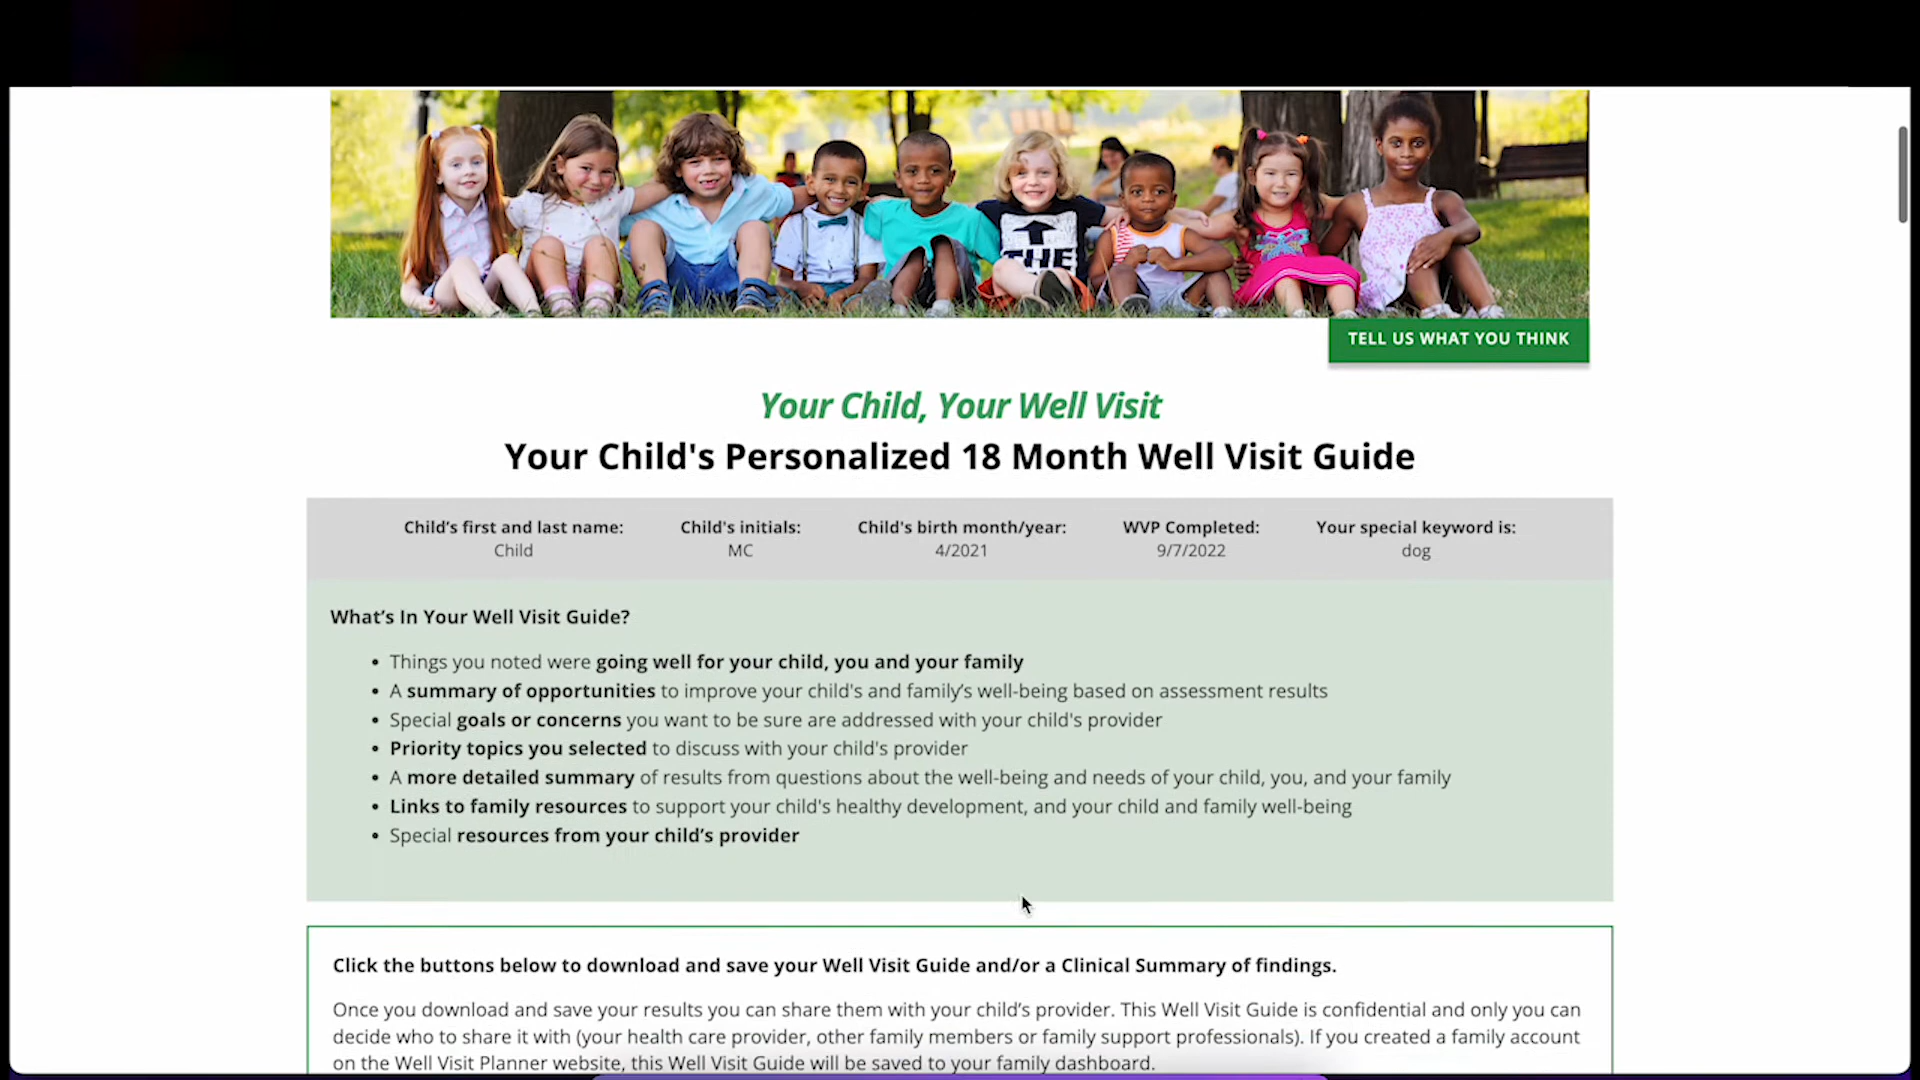 THE
TELL US WHAT YOU THINK
Your Child, Your Well Visit
Your Child's Personalized 18 Month Well Visit Guide
Child’s first and last name: Child's initials: Child's birth month/year: WVP Completed: Your special keyword is:
Child MC 4/2021 9/7/2022 dog
What’s In Your Well Visit Guide?
• Things you noted were going well for your child, you and your family
• A summary of opportunities to improve your child's and family’s well-being based on assessment results
• Special goals or concerns you want to be sure are addressed with your child's provider
• Priority topics you selected to discuss with your child's provider
• A more detailed summary of results from questions about the well-being and needs of your child, you, and your family
• Links to family resources to support your child's healthy development, and your child and family well-being
• Special resources from your child’s provider
Click the buttons below to download and save your Well Visit Guide and/or a Clinical Summary of findings.
Once you download and save your results you can share them with your child’s provider. This Well Visit Guide is confidential and only you can
decide who to share it with (your health care provider, other family members or family support professionals). If you created a family account
on the Well Visit Planner website, this Well Visit Guide will be saved to your family dashboard.